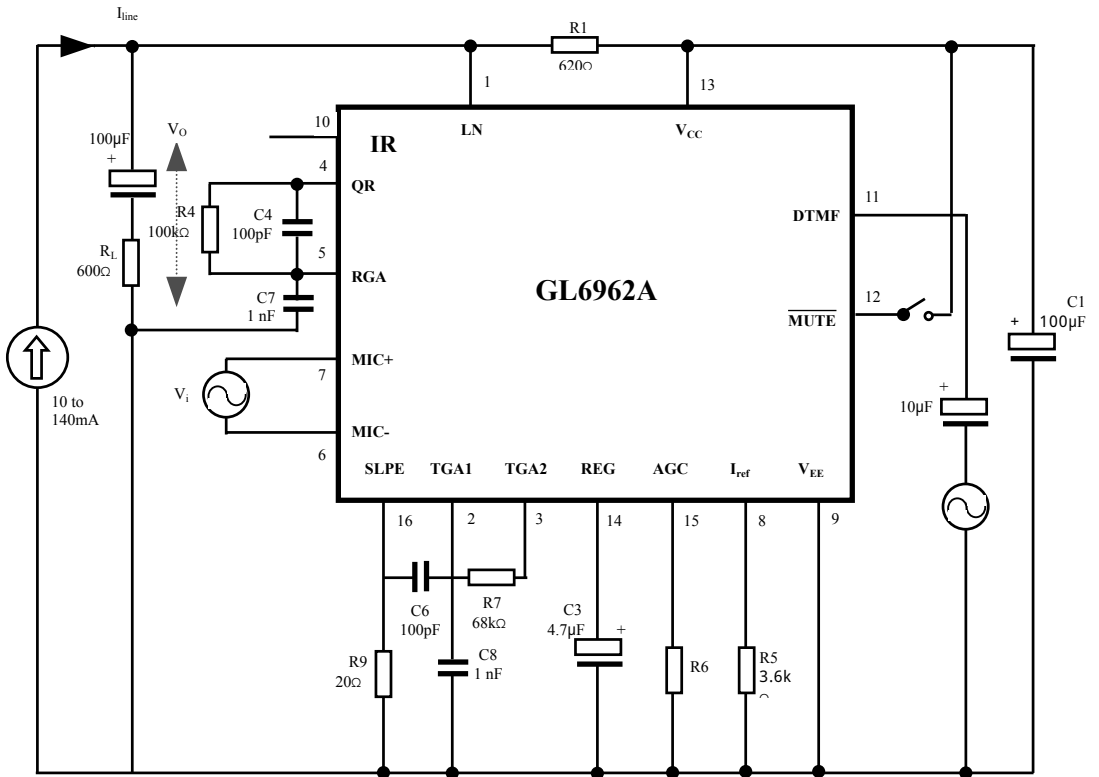 Iline
R1
620Ω
1
13
10
IR
LN
VCC
100µF
+
VO
4
QR
11
DTMF
R4
100kΩ
C4
100pF
RL
600Ω
5
RGA
C7
1 nF
GL6962A
12
MUTE
C1
+
100µF
MIC+
7
Vi
10 to
140mA
+
10µF
MIC-
6
SLPE
TGA1
TGA2
REG
AGC
Iref
VEE
16
2
3
14
15
8
9
C6
100pF
R7
68kΩ
C3
4.7µF
+
R9
20Ω
C8
1 nF
R6
R5
3.6k
Ω